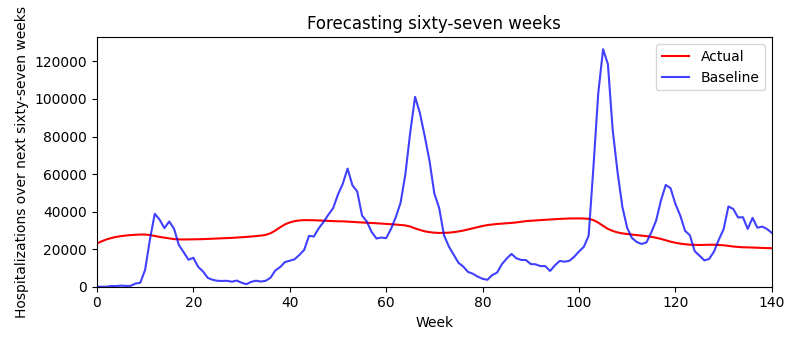 Forecasting sixty-seven weeks
Hospitalizations over next sixty-seven weeks
120000
100000
80000
60000
40000
20000
0
Actual
Baseline
0 20 40 60 80 100 120 140
Week